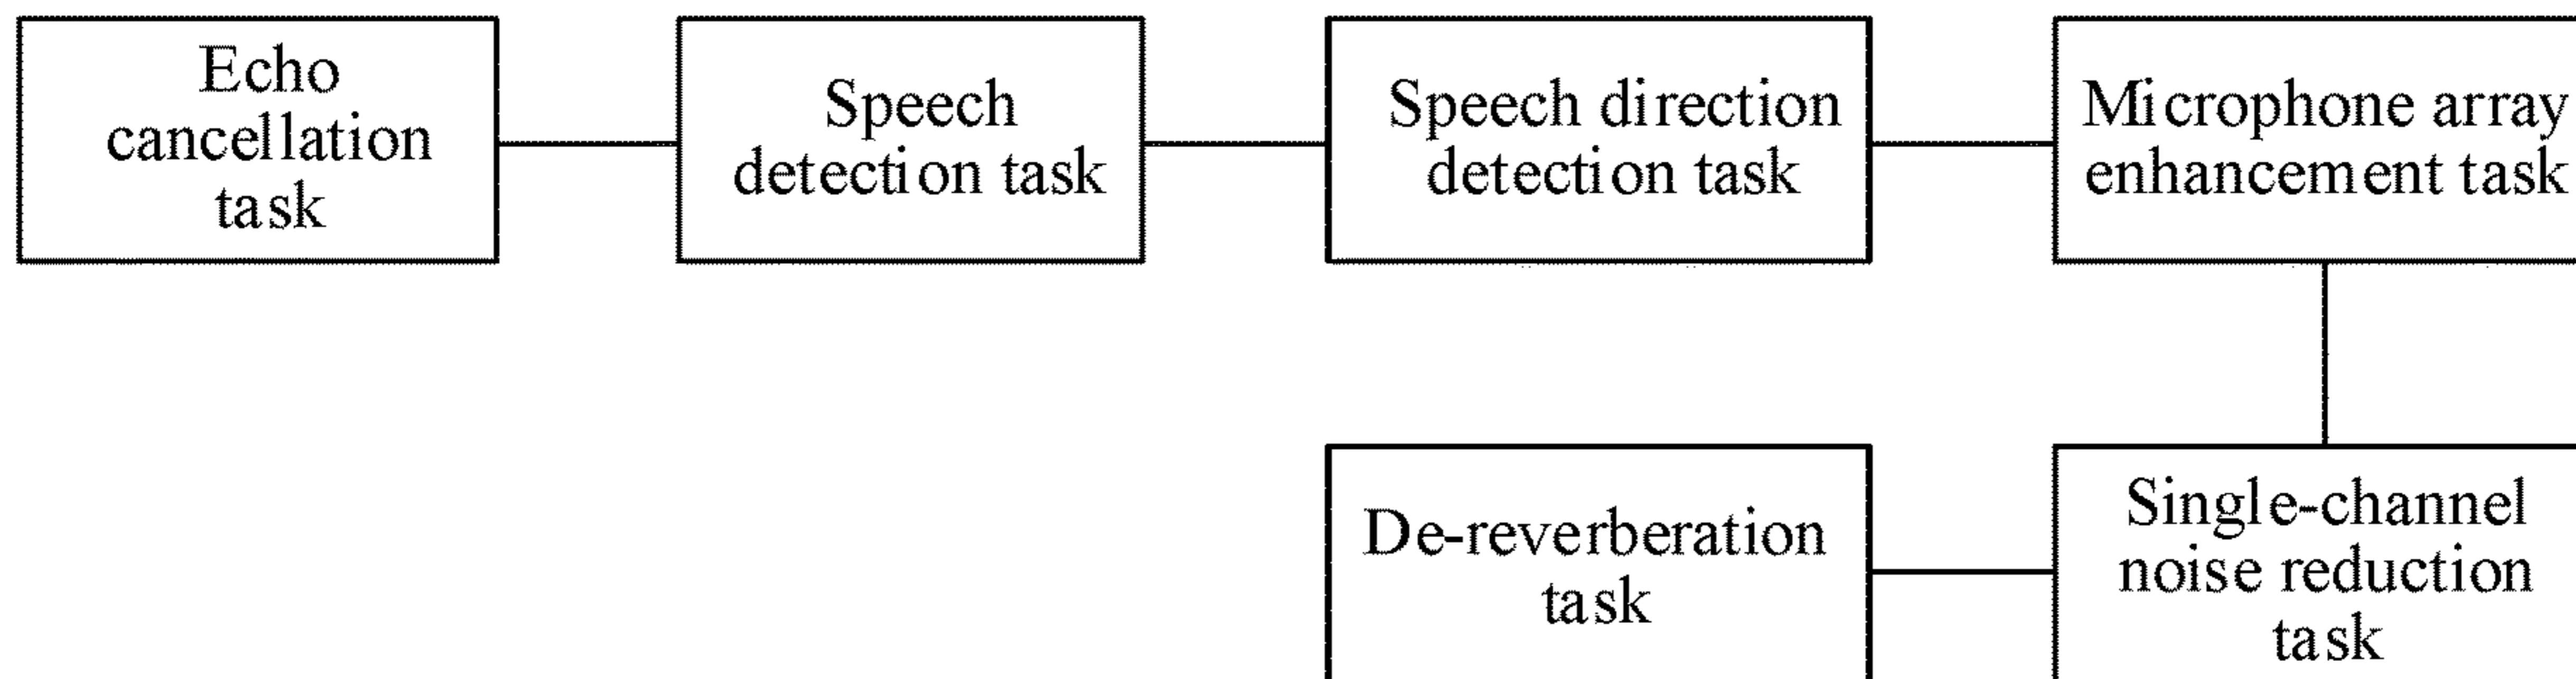 Echo
cancellation
task
Speech
detection task
Speech direction
detection task
Microphone array
enhancement task
De-reverberation
task
Single-channel
noise reduction
task